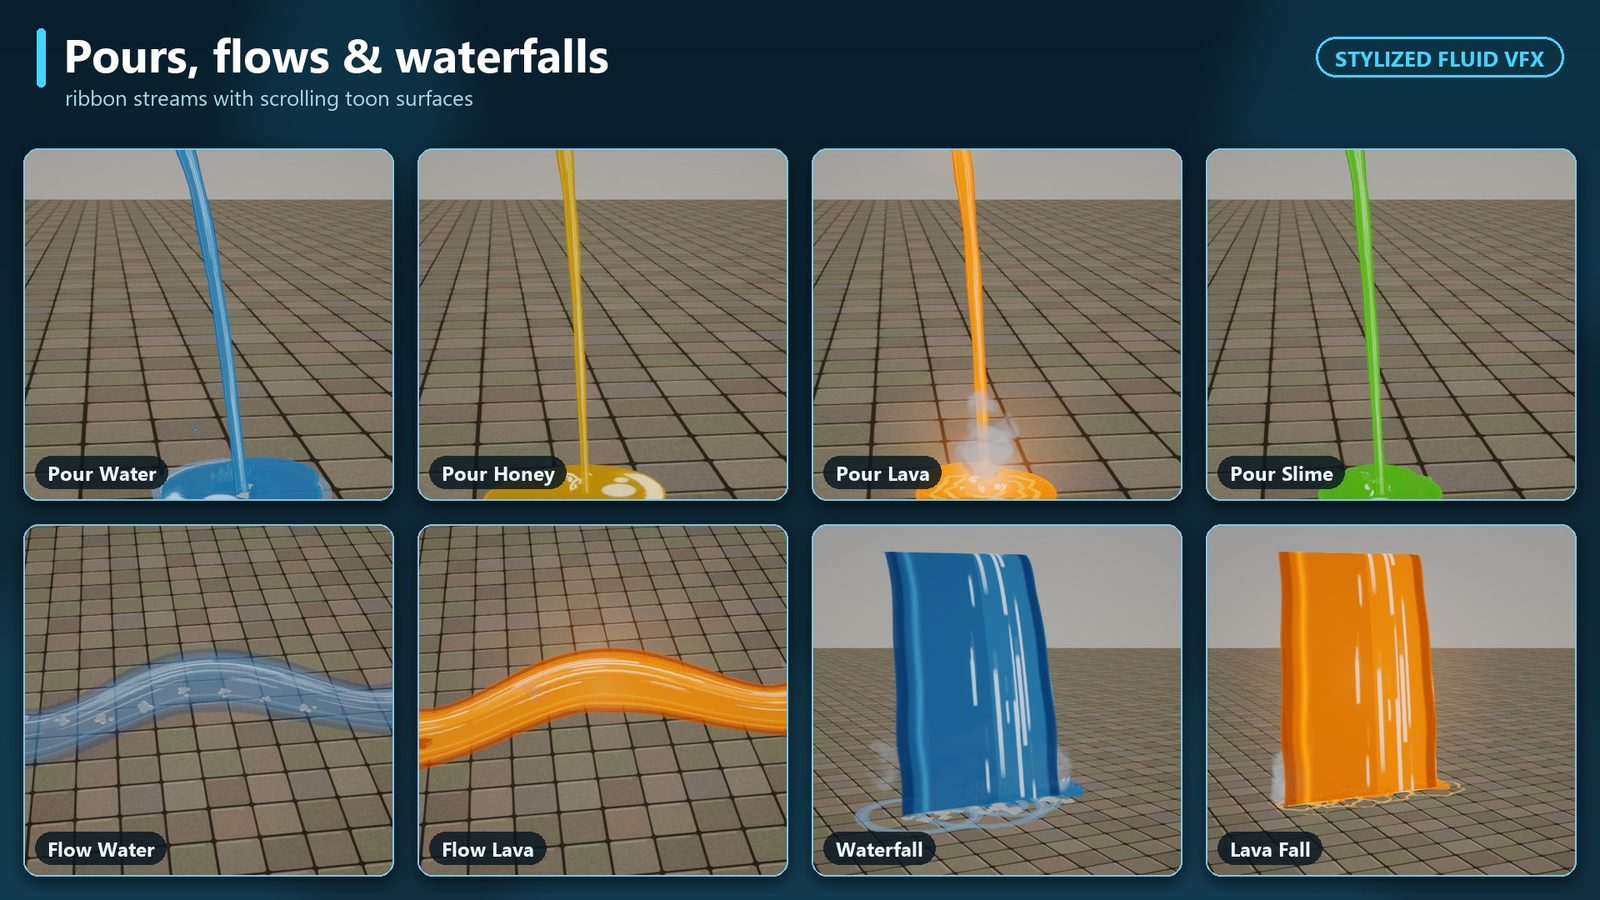 Pours, flows & waterfalls
STYLIZED FLUID VFX
ribbon streams with scrolling toon surfaces
Pour Water
Pour Honey
Pour Lava
Pour Slime
Flow Water
Flow Lava
Waterfall
Lava Fall